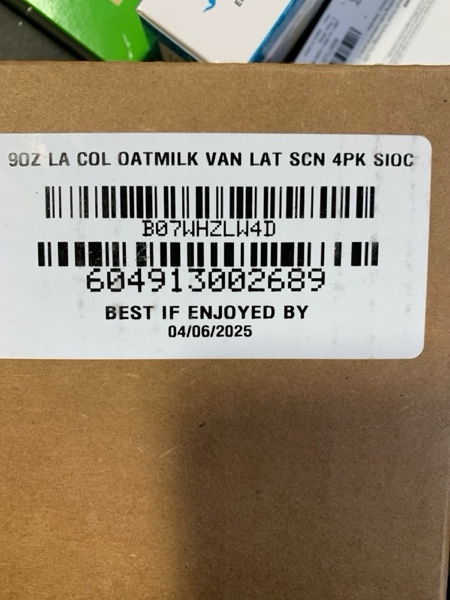 9OZ LA COL OATMILK VAN LAT SCN 4PK SIOC
B07WHZLW4D
604913002689
BEST IF ENJOYED BY
04/06/2025